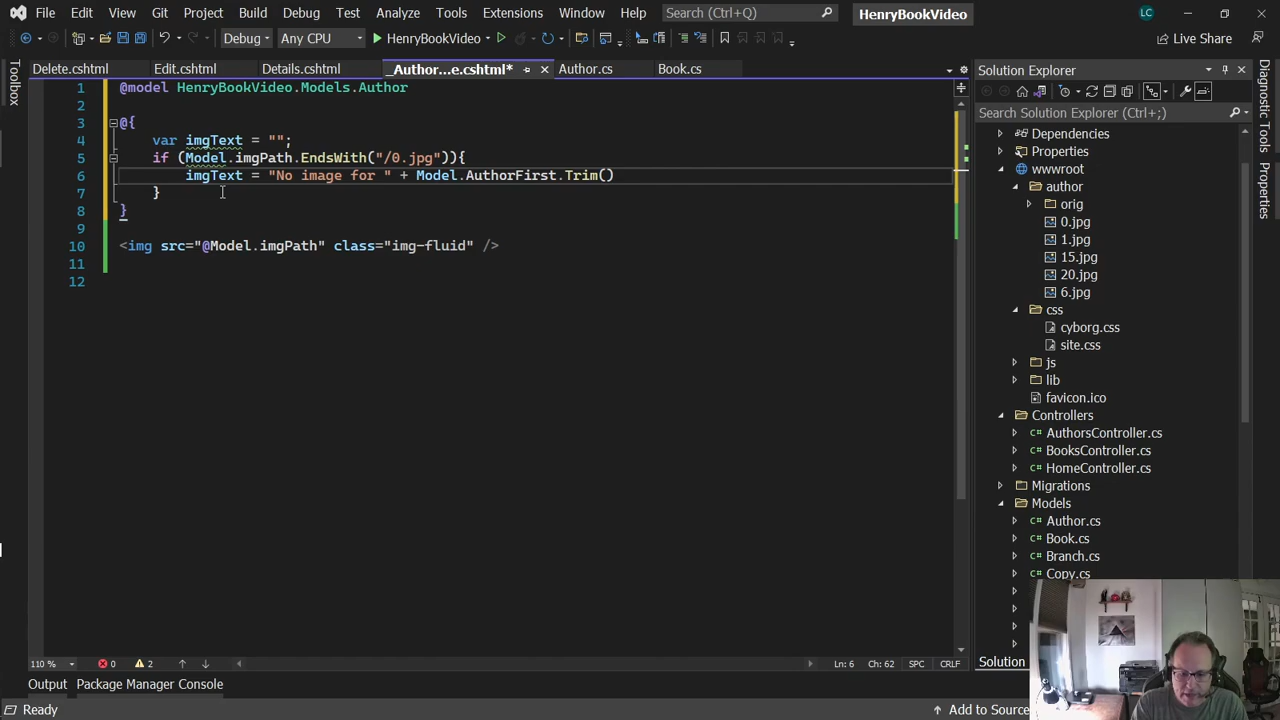 File Edit View Git Project Build Debug Test Analyze Tools Extensions Window Help Search (Ctrl+Q) HenryBookVideo LC
Debug Any CPU HenryBookVideo Live Share
Toolbox
Delete.cshtml Edit.cshtml Details.cshtml _Author...e.cshtml* Author.cs Book.cs
1 @model HenryBookVideo.Models.Author
2
3 @{
4 var imgText = "";
5 if (Model.imgPath.EndsWith("/0.jpg")){
6 imgText = "No image for " + Model.AuthorFirst.Trim()
7 }
8 }
9
10 <img src="@Model.imgPath" class="img-fluid" />
11
12
110 % 0 2 Ln: 6 Ch: 62 SPC CRLF
Output Package Manager Console
Ready Add to Source
Solution Explorer
Search Solution Explorer (Ctrl+;)
Dependencies
Properties
wwwroot
author
orig
0.jpg
1.jpg
15.jpg
20.jpg
6.jpg
css
cyborg.css
site.css
js
lib
favicon.ico
Controllers
AuthorsController.cs
BooksController.cs
HomeController.cs
Migrations
Models
Author.cs
Book.cs
Branch.cs
Copy.cs
Solution
Diagnostic Tools
Properties